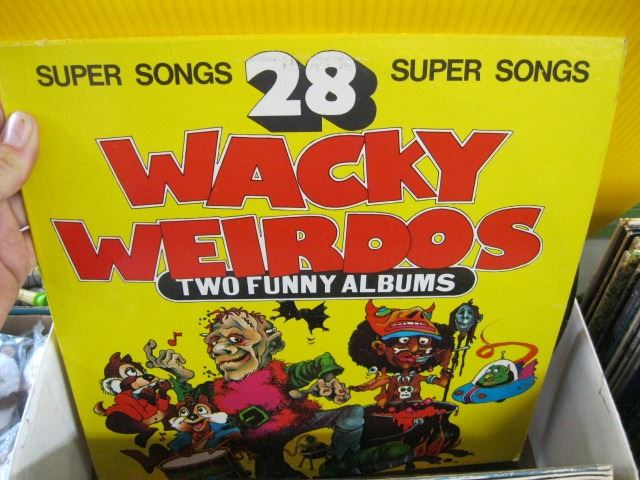 SUPER SONGS 28 SUPER SONGS
WACKY
WEIRDOS
TWO FUNNY ALBUMS